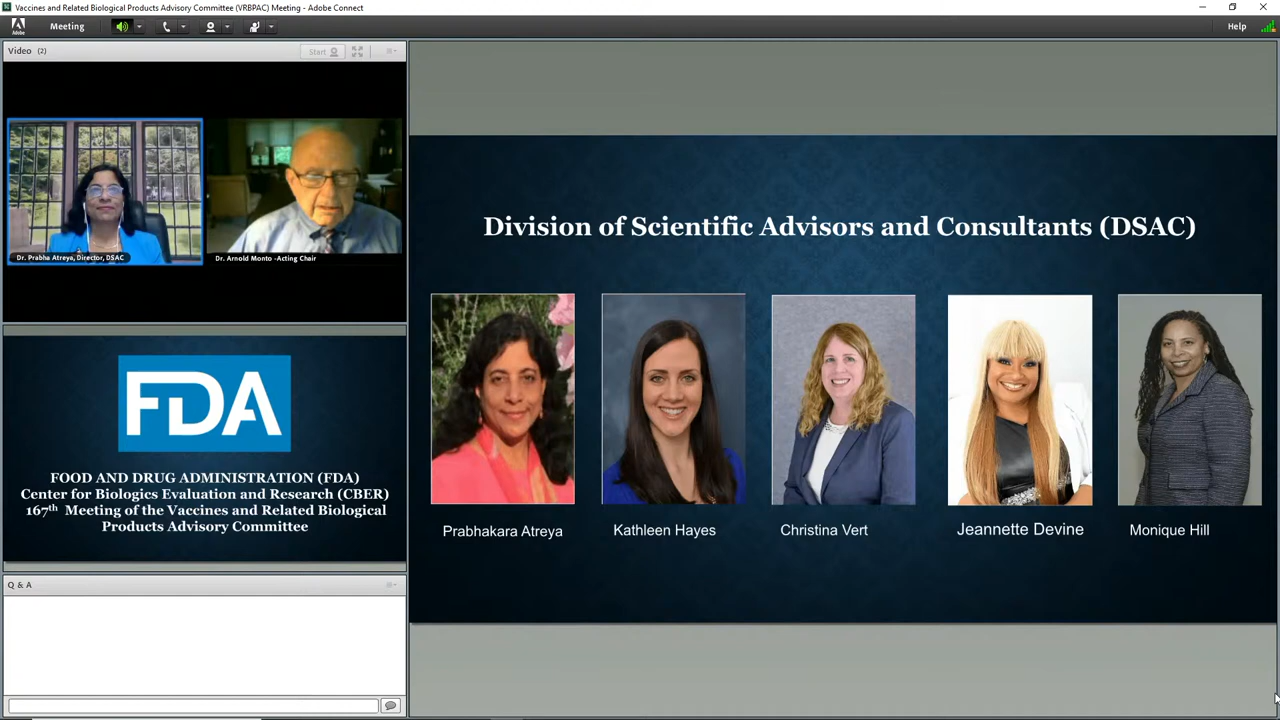 Vaccines and Related Biological Products Advisory Committee (VRBPAC) Meeting - Adobe Connect
Adobe
Meeting
Help
Video (2)
Start
Dr. Prabha Atreya, Director, DSAC
Dr. Arnold Monto -Acting Chair
FDA
FOOD AND DRUG ADMINISTRATION (FDA)
Center for Biologics Evaluation and Research (CBER)
167th Meeting of the Vaccines and Related Biological
Products Advisory Committee
Q & A
Division of Scientific Advisors and Consultants (DSAC)
Prabhakara Atreya
Kathleen Hayes
Christina Vert
Jeannette Devine
Monique Hill